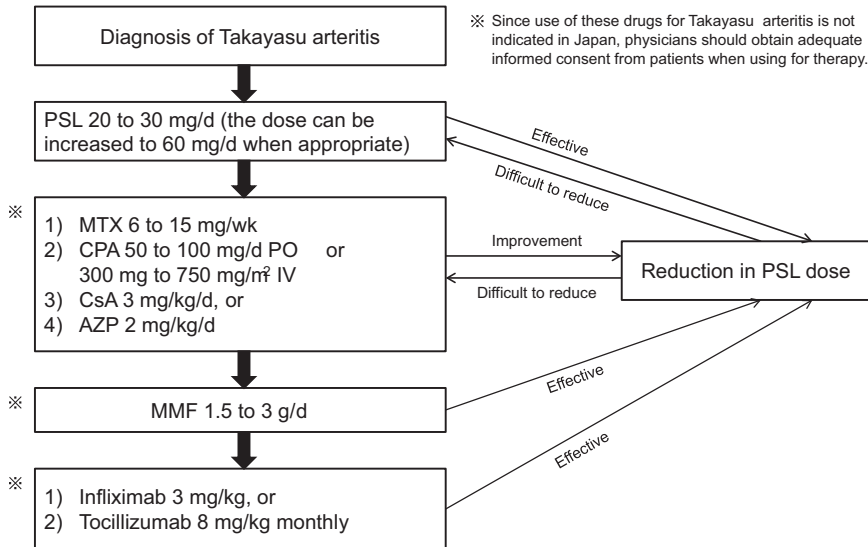 Diagnosis of Takayasu arteritis
※ Since use of these drugs for Takayasu arteritis is not
indicated in Japan, physicians should obtain adequate
informed consent from patients when using for therapy.
PSL 20 to 30 mg/d (the dose can be
increased to 60 mg/d when appropriate)
Effective
Difficult to reduce
※
1) MTX 6 to 15 mg/wk
2) CPA 50 to 100 mg/d PO or
300 mg to 750 mg/m² IV
3) CsA 3 mg/kg/d, or
4) AZP 2 mg/kg/d
Improvement
Difficult to reduce
Reduction in PSL dose
※
MMF 1.5 to 3 g/d
Effective
※
1) Infliximab 3 mg/kg, or
2) Tocillizumab 8 mg/kg monthly
Effective